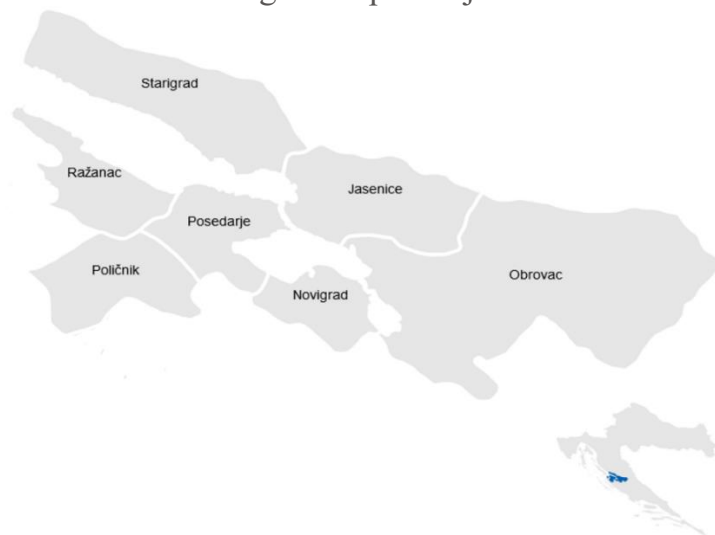 Starigrad
Ražanac
Jasenice
Posedarje
Poličnik
Obrovac
Novigrad